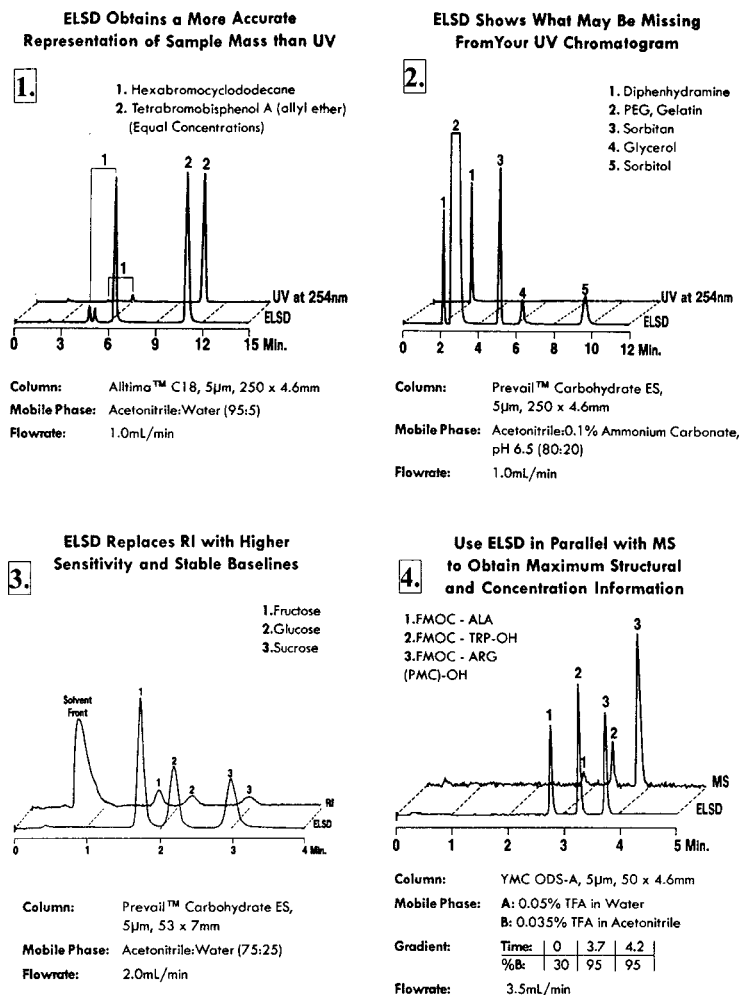 ELSD Obtains a More Accurate
Representation of Sample Mass than UV
1.
1. Hexabromocyclododecane
2. Tetrabromobisphenol A (allyl ether)
(Equal Concentrations)
1
2
2
1
UV at 254nm
ELSD
0 3 6 9 12 15 Min.
Column: Alltima™ C18, 5µm, 250 x 4.6mm
Mobile Phase: Acetonitrile:Water (95:5)
Flowrate: 1.0mL/min
ELSD Shows What May Be Missing
FromYour UV Chromatogram
2.
1. Diphenhydramine
2. PEG, Gelatin
3. Sorbitan
4. Glycerol
5. Sorbitol
2
1
1
3
4
5
UV at 254nm
ELSD
0 2 4 6 8 10 12 Min.
Column: Prevail™ Carbohydrate ES,
5µm, 250 x 4.6mm
Mobile Phase: Acetonitrile:0.1% Ammonium Carbonate,
pH 6.5 (80:20)
Flowrate: 1.0mL/min
ELSD Replaces RI with Higher
Sensitivity and Stable Baselines
3.
1.Fructose
2.Glucose
3.Sucrose
Solvent
Front
1
1
2
2
3
3
RI
ELSD
0 1 2 3 4 Min.
Column: Prevail™ Carbohydrate ES,
5µm, 53 x 7mm
Mobile Phase: Acetonitrile:Water (75:25)
Flowrate: 2.0mL/min
Use ELSD in Parallel with MS
to Obtain Maximum Structural
and Concentration Information
4.
1.FMOC - ALA
2.FMOC - TRP-OH
3.FMOC - ARG
(PMC)-OH
1
2
1
3
2
3
MS
ELSD
0 1 2 3 4 5 Min.
Column: YMC ODS-A, 5µm, 50 x 4.6mm
Mobile Phase: A: 0.05% TFA in Water
B: 0.035% TFA in Acetonitrile
Gradient: Time: 0 3.7 4.2
%B: 30 95 95
Flowrate: 3.5mL/min